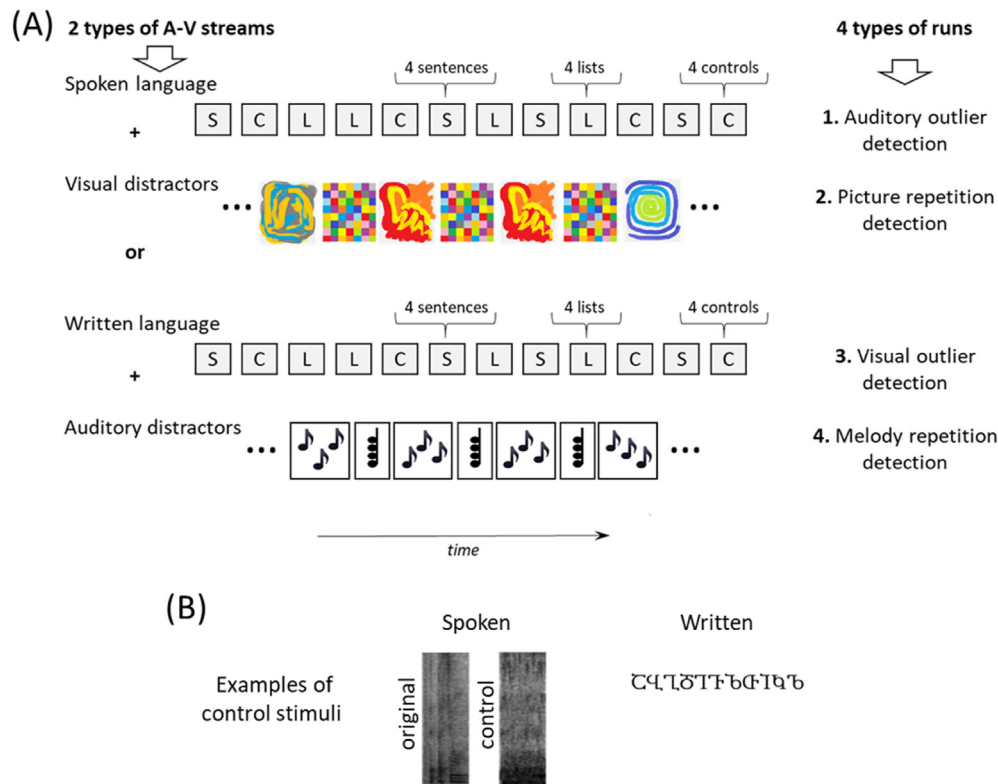 (A) 2 types of A-V streams
4 types of runs
Spoken language
4 sentences 4 lists 4 controls
S C L L C S L S L C S C
+
1. Auditory outlier
detection
Visual distractors
...
...
2. Picture repetition
detection
or
Written language
4 sentences 4 lists 4 controls
S C L L C S L S L C S C
+
3. Visual outlier
detection
Auditory distractors
...
...
4. Melody repetition
detection
time
(B)
Spoken
Written
Examples of
control stimuli
original
control